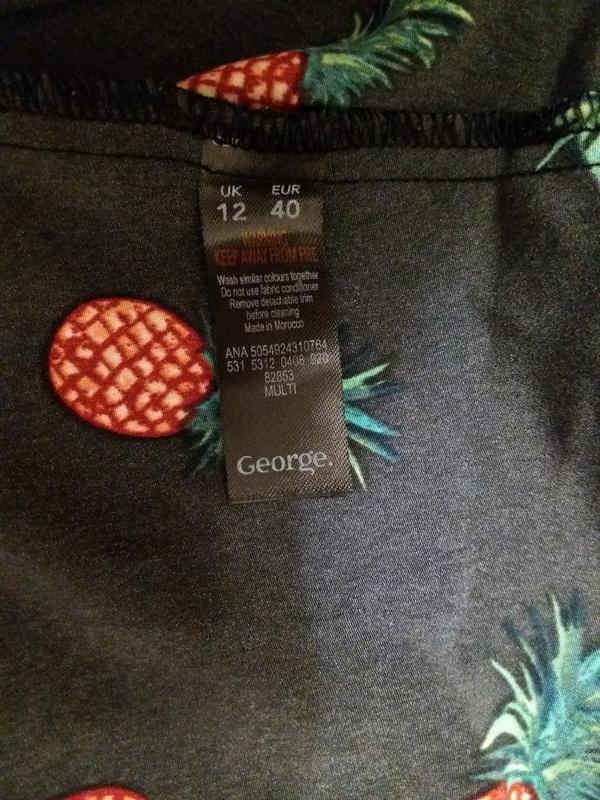 UK EUR
12 40
WARNING
KEEP AWAY FROM FIRE
Wash similar colours together
Do not use fabric conditioner
Remove detachable trim
before cleaning
Made in Morocco
ANA 5054924310764
531 5312 0408 920
82853
MULTI
George.